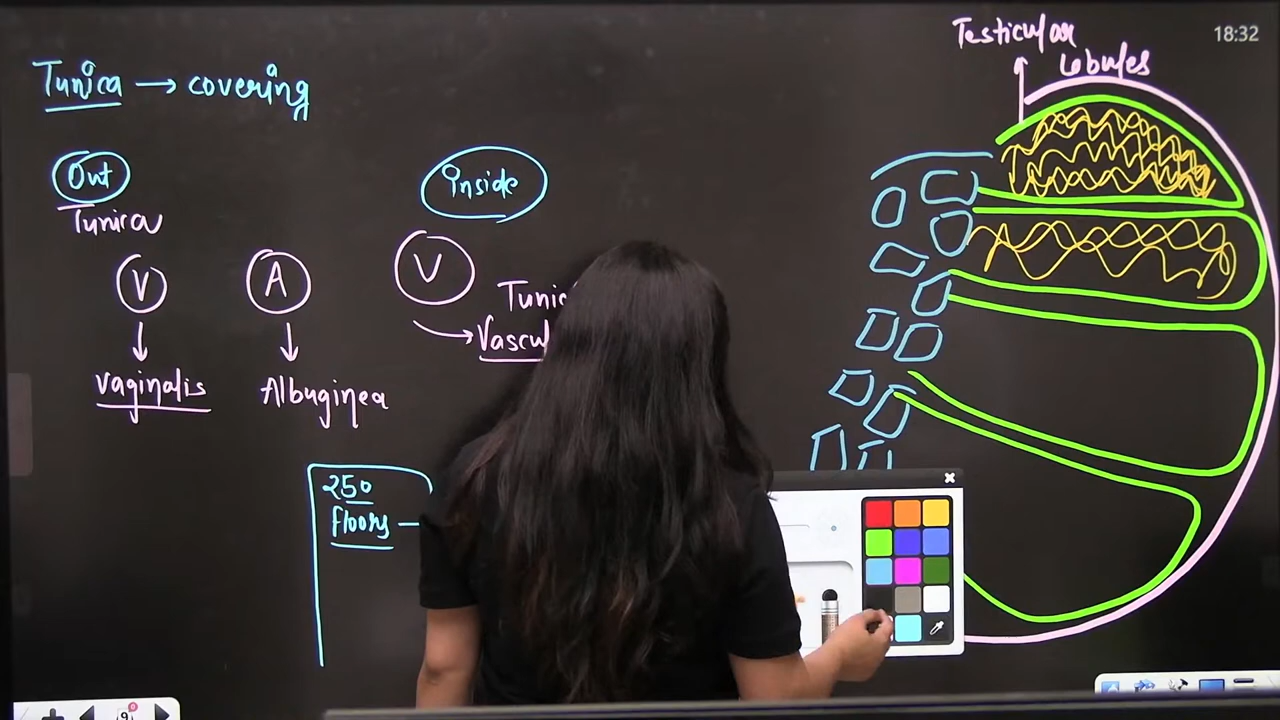 Testicular
18:32
Lobules
Tunica → covering
Out
inside
Tunica
V
A
V
Vaginalis
Albuginea
250
floors